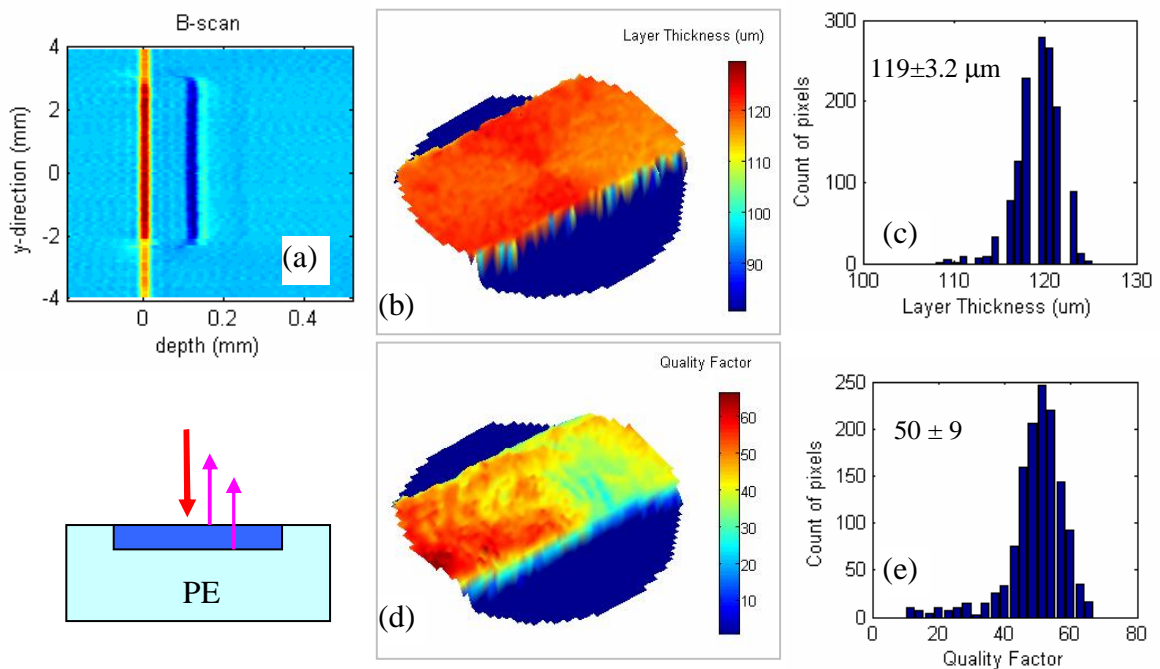 B-scan
4
2
0
-2
-4
y-direction (mm)
0 0.2 0.4
depth (mm)
(a)
Layer Thickness (um)
120
110
100
90
(b)
119±3.2 μm
300
200
100
0
Count of pixels
100 110 120 130
Layer Thickness (um)
(c)
PE
Quality Factor
60
50
40
30
20
10
(d)
50 ± 9
250
200
150
100
50
0
Count of pixels
0 20 40 60 80
Quality Factor
(e)